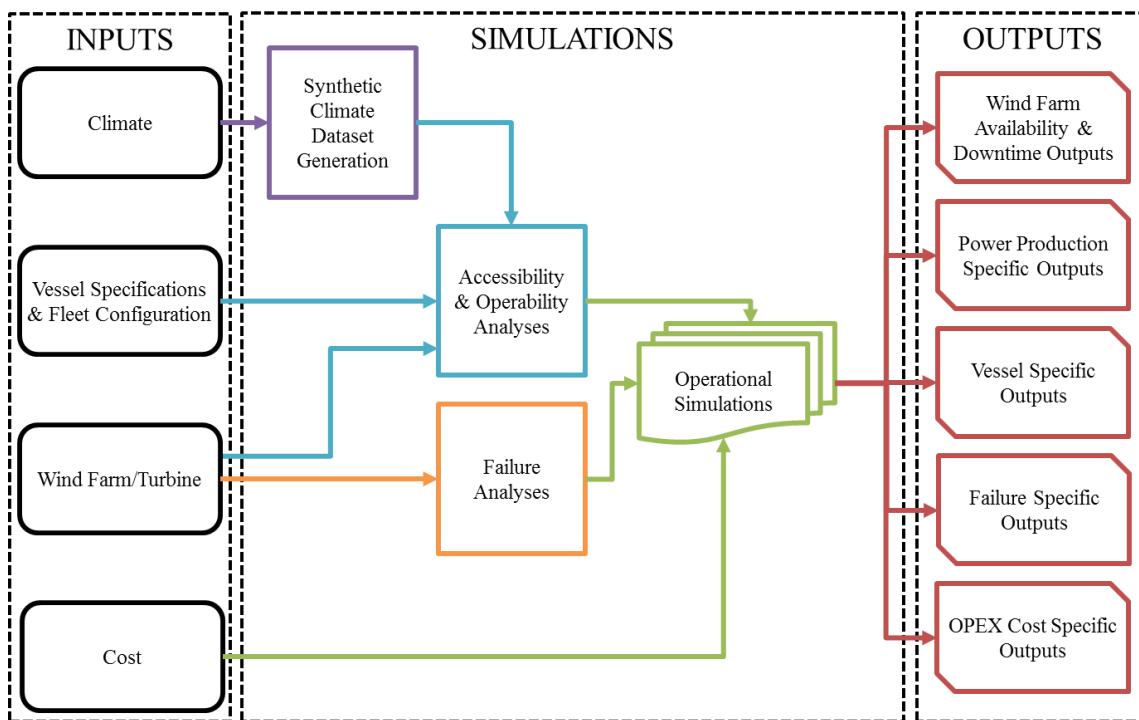 INPUTS
Climate
Vessel Specifications
& Fleet Configuration
Wind Farm/Turbine
Cost
SIMULATIONS
Synthetic
Climate
Dataset
Generation
Accessibility
& Operability
Analyses
Failure
Analyses
Operational
Simulations
OUTPUTS
Wind Farm
Availability &
Downtime Outputs
Power Production
Specific Outputs
Vessel Specific
Outputs
Failure Specific
Outputs
OPEX Cost Specific
Outputs